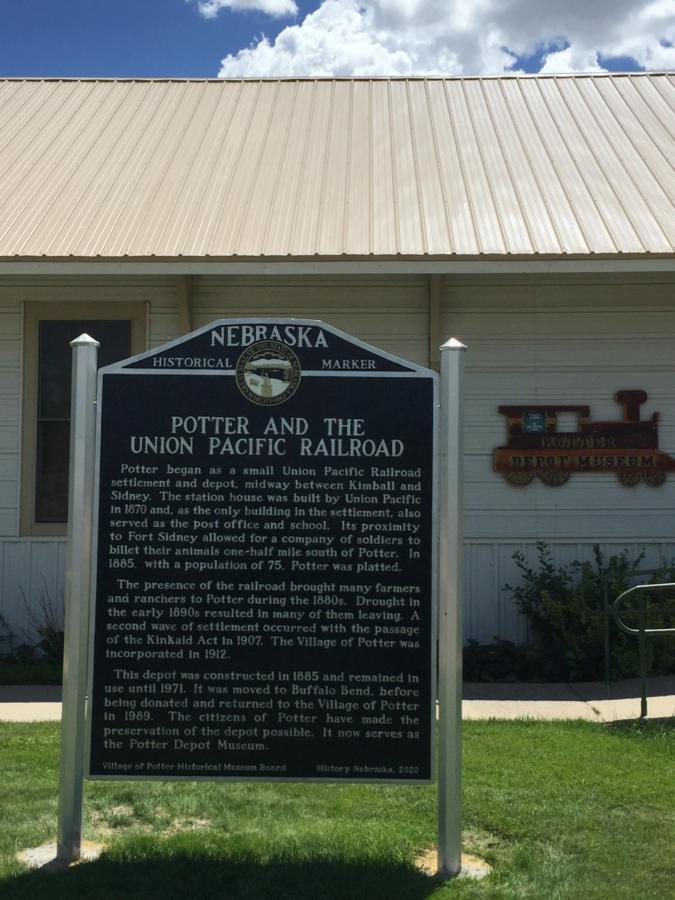 NEBRASKA
HISTORICAL MARKER
POTTER AND THE
UNION PACIFIC RAILROAD
Potter began as a small Union Pacific Railroad
settlement and depot, midway between Kimball and
Sidney. The station house was built by Union Pacific
in 1870 and, as the only building in the settlement, also
served as the post office and school. Its proximity
to Fort Sidney allowed for a company of soldiers to
billet their animals one-half mile south of Potter. In
1885, with a population of 75, Potter was platted.
The presence of the railroad brought many farmers
and ranchers to Potter during the 1880s. Drought in
the early 1890s resulted in many of them leaving. A
second wave of settlement occurred with the passage
of the Kinkaid Act in 1907. The Village of Potter was
incorporated in 1912.
This depot was constructed in 1885 and remained in
use until 1971. It was moved to Buffalo Bend, before
being donated and returned to the Village of Potter
in 1989. The citizens of Potter have made the
preservation of the depot possible. It now serves as
the Potter Depot Museum.
Village of Potter Historical Museum Board History Nebraska, 2020
POTTER
DEPOT MUSEUM